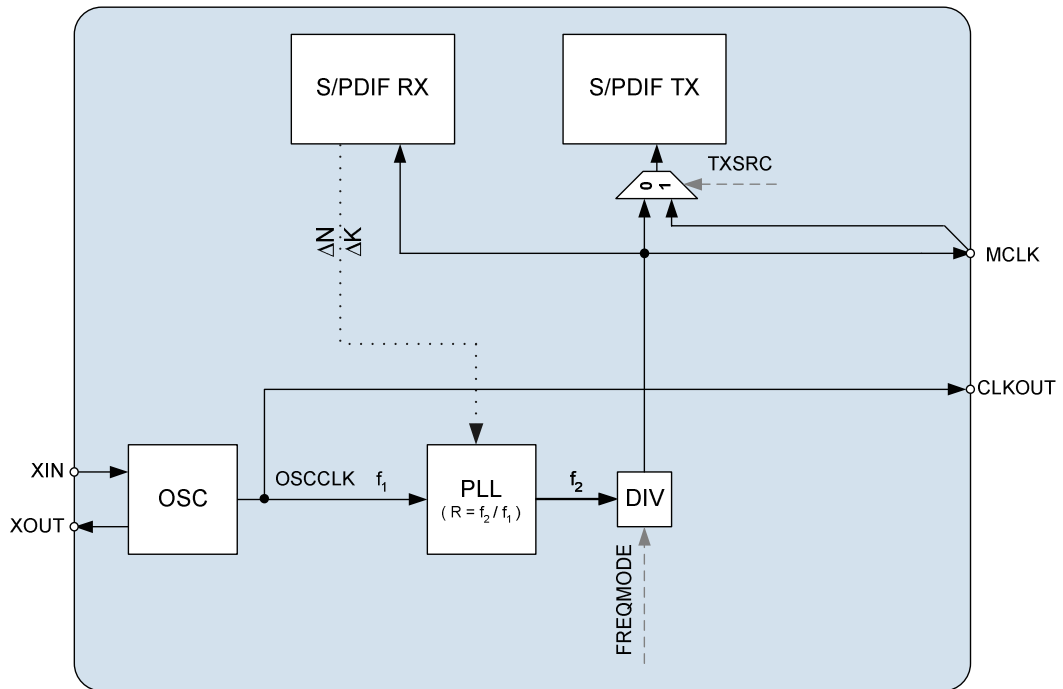 S/PDIF RX
S/PDIF TX
TXSRC
0
1
ΔN
ΔK
MCLK
CLKOUT
XIN
XOUT
OSC
OSCCLK f₁
PLL
( R = f₂ / f₁ )
f₂
DIV
FREQMODE